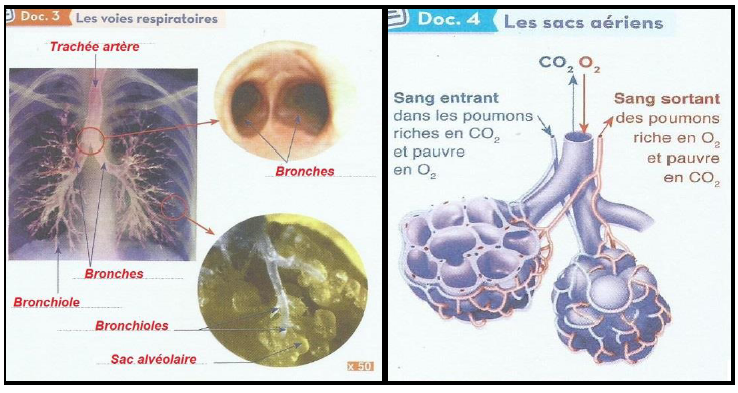 Doc. 3 Les voies respiratoires
Trachée artère
Bronches
Bronches
Bronchiole
Bronchioles
Sac alvéolaire
x 50
Doc. 4 Les sacs aériens
CO2 O2
Sang entrant
dans les poumons
riches en CO2
et pauvre
en O2
Sang sortant
des poumons
riche en O2
et pauvre
en CO2